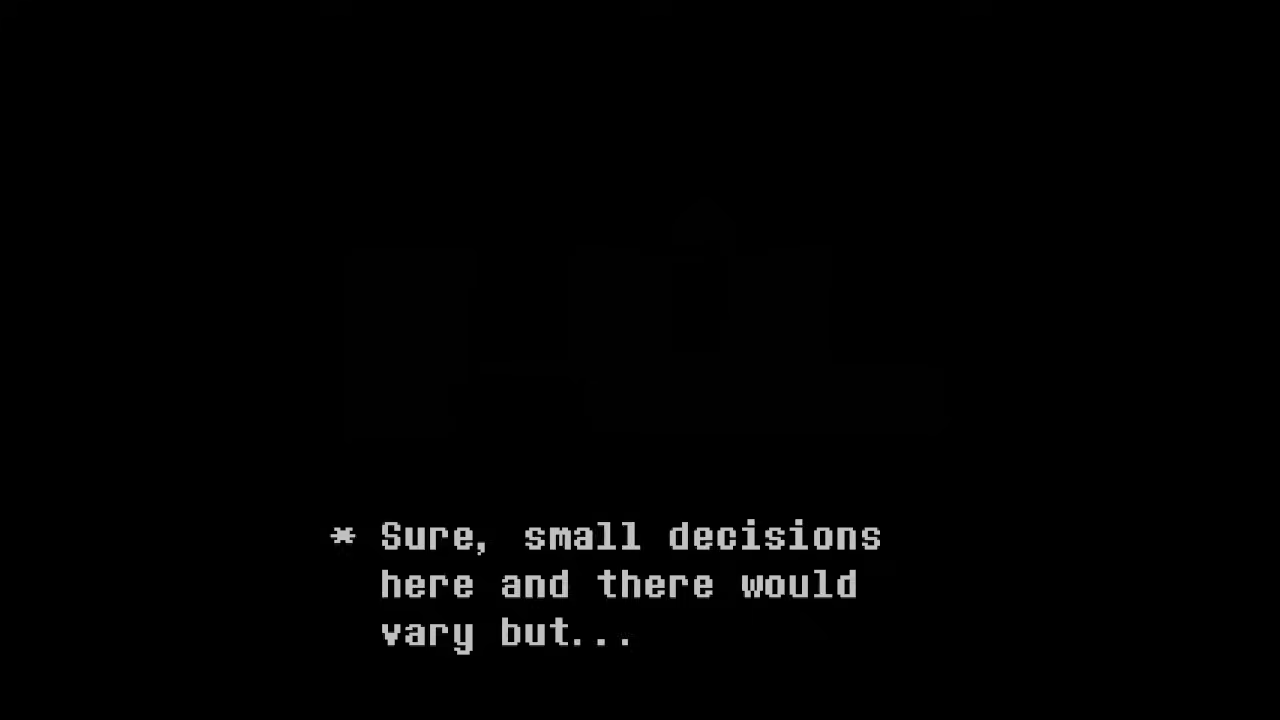 * Sure, small decisions
here and there would
vary but...